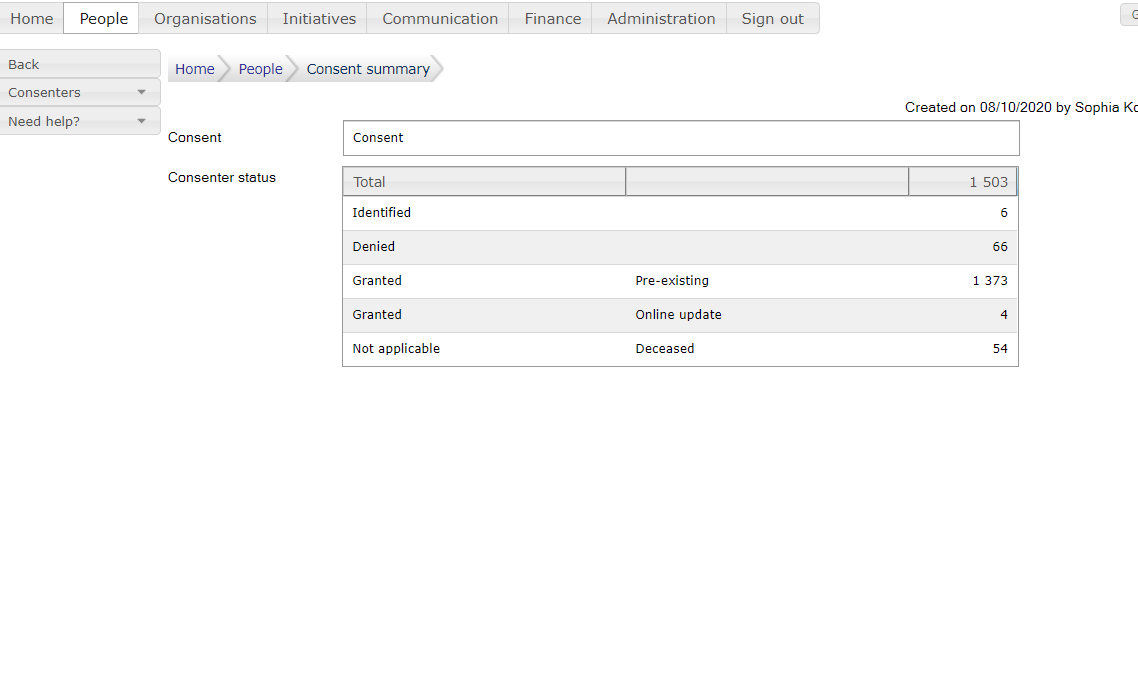 Home People Organisations Initiatives Communication Finance Administration Sign out
Back
Consenters
Need help?
Home People Consent summary
Created on 08/10/2020 by Sophia
Consent Consent
Consenter status Total 1 503
Identified 6
Denied 66
Granted Pre-existing 1 373
Granted Online update 4
Not applicable Deceased 54